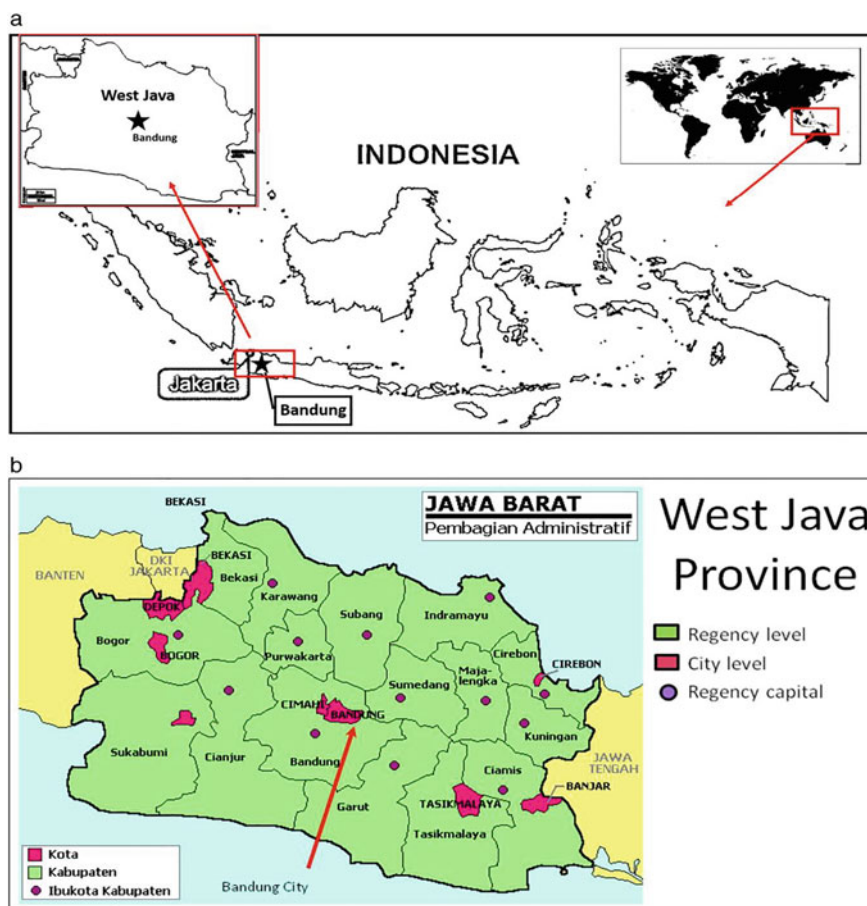 a
West Java
Bandung
INDONESIA
Jakarta
Bandung
b
BEKASI
JAWA BARAT
Pembagian Administratif
West Java
Province
Regency level
City level
Regency capital
BANTEN
DKI
JAKARTA
BEKASI
Bekasi
Karawang
DEPOK
Subang
Indramayu
Bogor
BOGOR
Purwakarta
Cirebon
CIREBON
Maja-
lengka
Sumedang
CIMAHI
BANDUNG
Kuningan
Sukabumi
Cianjur
Bandung
Ciamis
JAWA
TENGAH
BANJAR
Garut
TASIKMALAYA
Tasikmalaya
Kota
Kabupaten
Ibukota Kabupaten
Bandung City